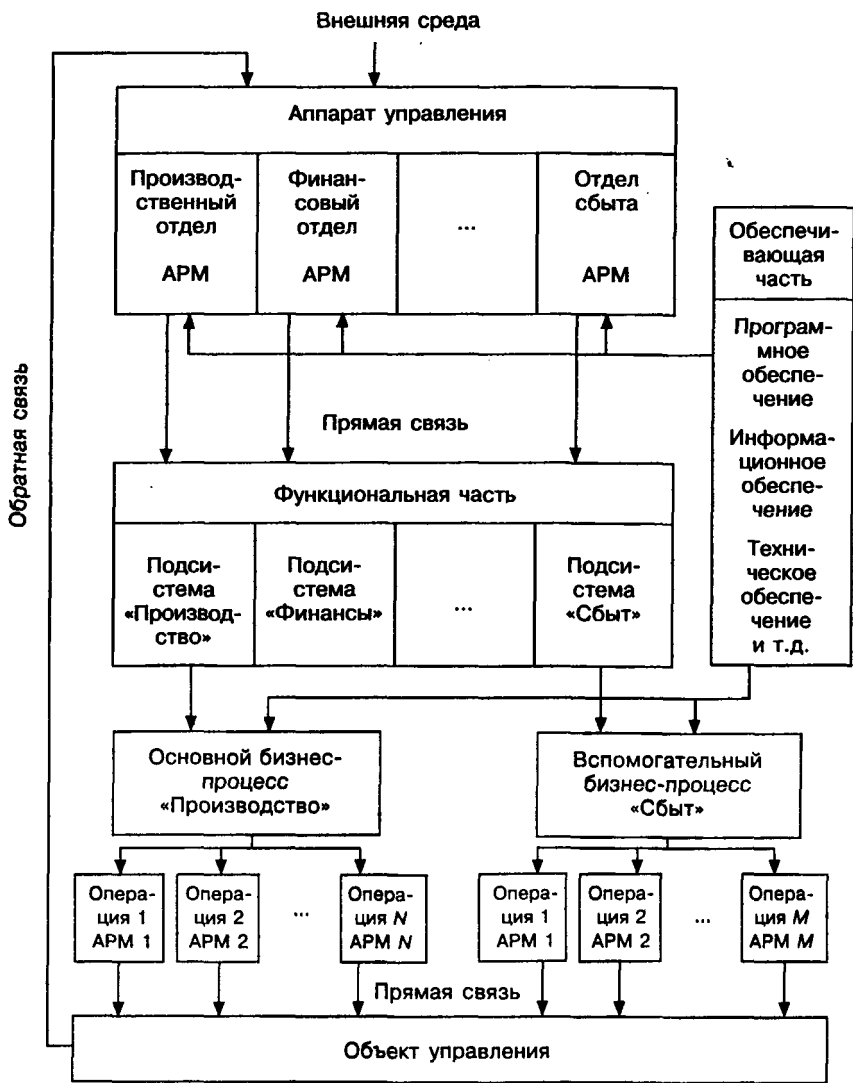 Внешняя среда
Аппарат управления
Производ-
ственный
отдел
АРМ
Финан-
совый
отдел
АРМ
...
Отдел
сбыта
АРМ
Обеспечи-
вающая
часть
Програм-
мное
обеспе-
чение
Информа-
ционное
обеспе-
чение
Техни-
ческое
обеспе-
чение
и т.д.
Обратная связь
Прямая связь
Функциональная часть
Подси-
стема
«Производ-
ство»
Подси-
стема
«Финансы»
...
Подси-
стема
«Сбыт»
Основной бизнес-
процесс
«Производство»
Вспомогательный
бизнес-процесс
«Сбыт»
Опера-
ция 1
АРМ 1
Опера-
ция 2
АРМ 2
...
Опера-
ция N
АРМ N
Опера-
ция 1
АРМ 1
Опера-
ция 2
АРМ 2
...
Опера-
ция M
АРМ M
Прямая связь
Объект управления